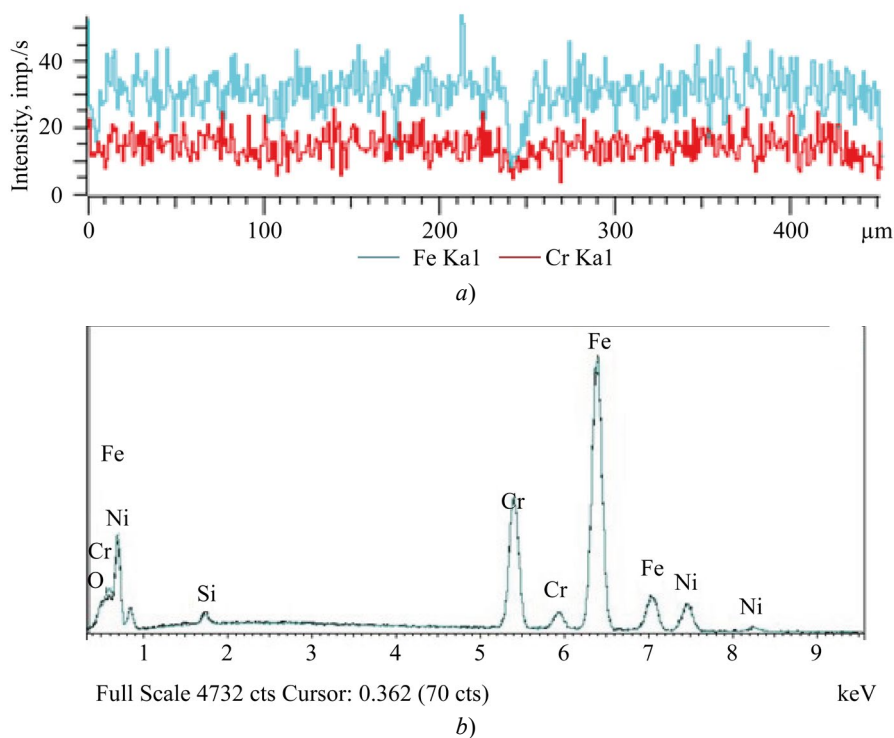 Intensity, imp./s
40
20
0
0 100 200 300 400 μm
Fe Ka1 Cr Ka1
a)
Fe
Fe
Ni
Cr
Cr
O
Si
Cr
Fe
Ni
Ni
1 2 3 4 5 6 7 8 9
Full Scale 4732 cts Cursor: 0.362 (70 cts) keV
b)